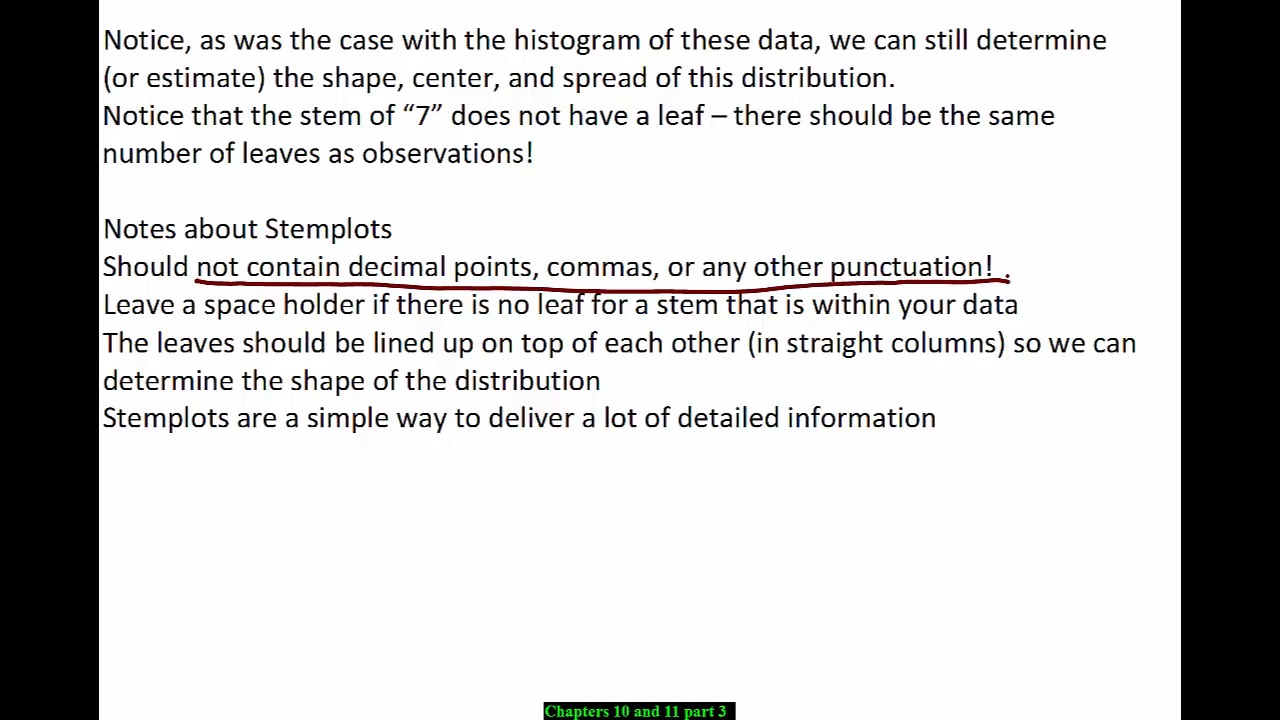 Notice, as was the case with the histogram of these data, we can still determine
(or estimate) the shape, center, and spread of this distribution.
Notice that the stem of “7” does not have a leaf – there should be the same
number of leaves as observations!
Notes about Stemplots
Should not contain decimal points, commas, or any other punctuation! .
Leave a space holder if there is no leaf for a stem that is within your data
The leaves should be lined up on top of each other (in straight columns) so we can
determine the shape of the distribution
Stemplots are a simple way to deliver a lot of detailed information
Chapters 10 and 11 part 3